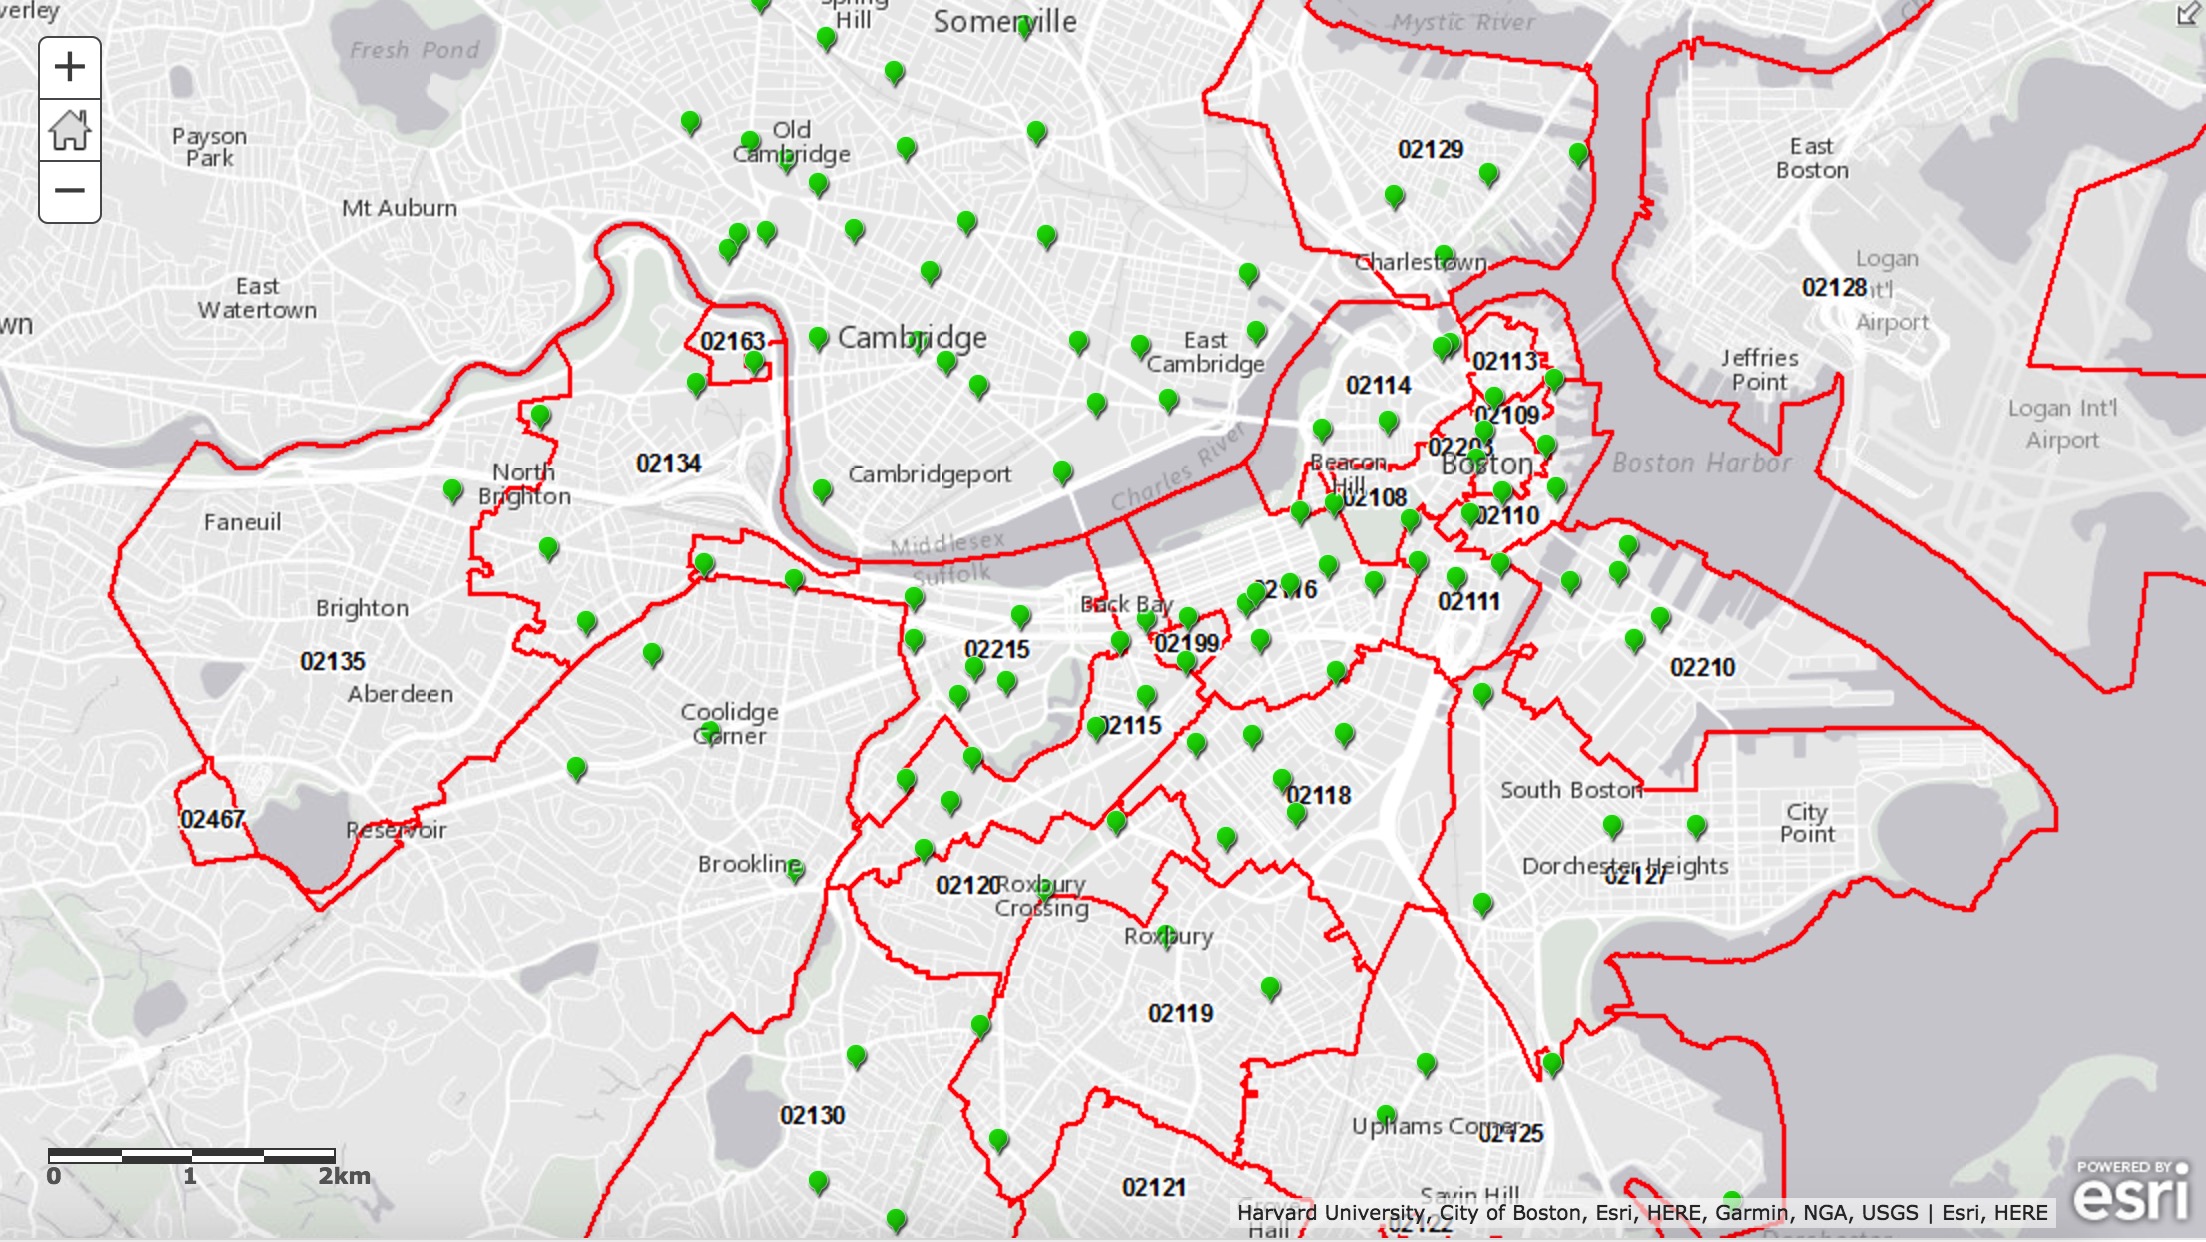 verley
Spring
Hill
Somerville
Mystic River
Fresh Pond
+
Payson
Park
Old
Cambridge
02129
East
Boston
Mt Auburn
−
Charlestown
East
Watertown
Logan
Int'l
Airport
02128
wn
02163
Cambridge
East
Cambridge
02113
Jeffries
Point
02114
02109
Logan Int'l
Airport
02134
Boston
Boston Harbor
Beacon
Hill
02108
North
Brighton
Cambridgeport
Charles River
02110
Faneuil
Middlesex
Suffolk
02116
02111
Brighton
Back Bay
02199
02215
02135
02210
Aberdeen
Coolidge
Corner
02115
South Boston
02118
City
Point
02467
Reservoir
Brookline
Dorchester Heights
02127
02120
Roxbury
Crossing
Roxbury
02119
02130
Uphams Corner
02125
02121
0 1 2km
Savin Hill
Grove
Hall
02122
Harvard University, City of Boston, Esri, HERE, Garmin, NGA, USGS | Esri, HERE
POWERED BY
esri
Dorchester